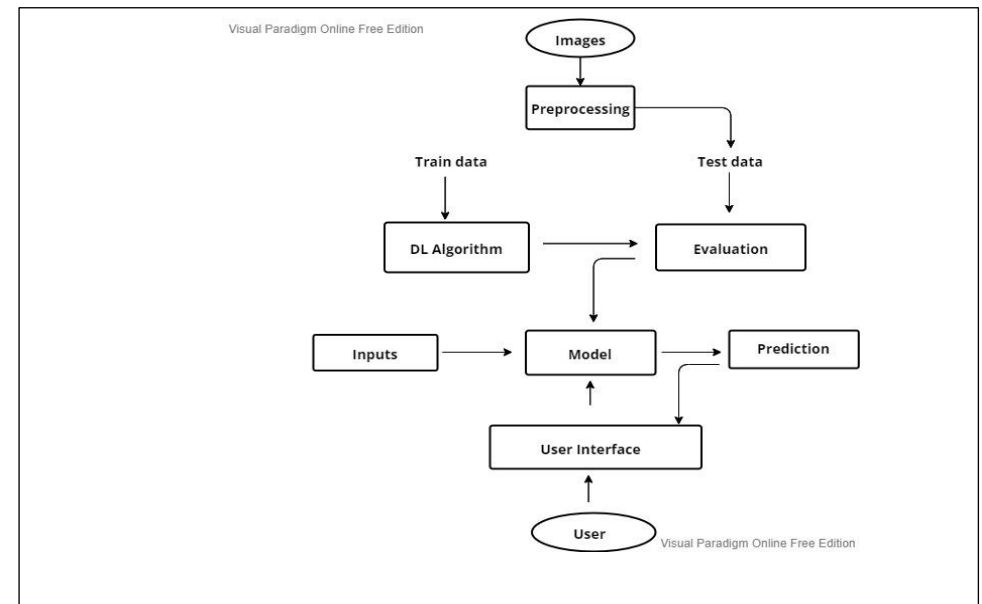 Visual Paradigm Online Free Edition
Images
Preprocessing
Train data
Test data
DL Algorithm
Evaluation
Inputs
Model
Prediction
User Interface
User
Visual Paradigm Online Free Edition